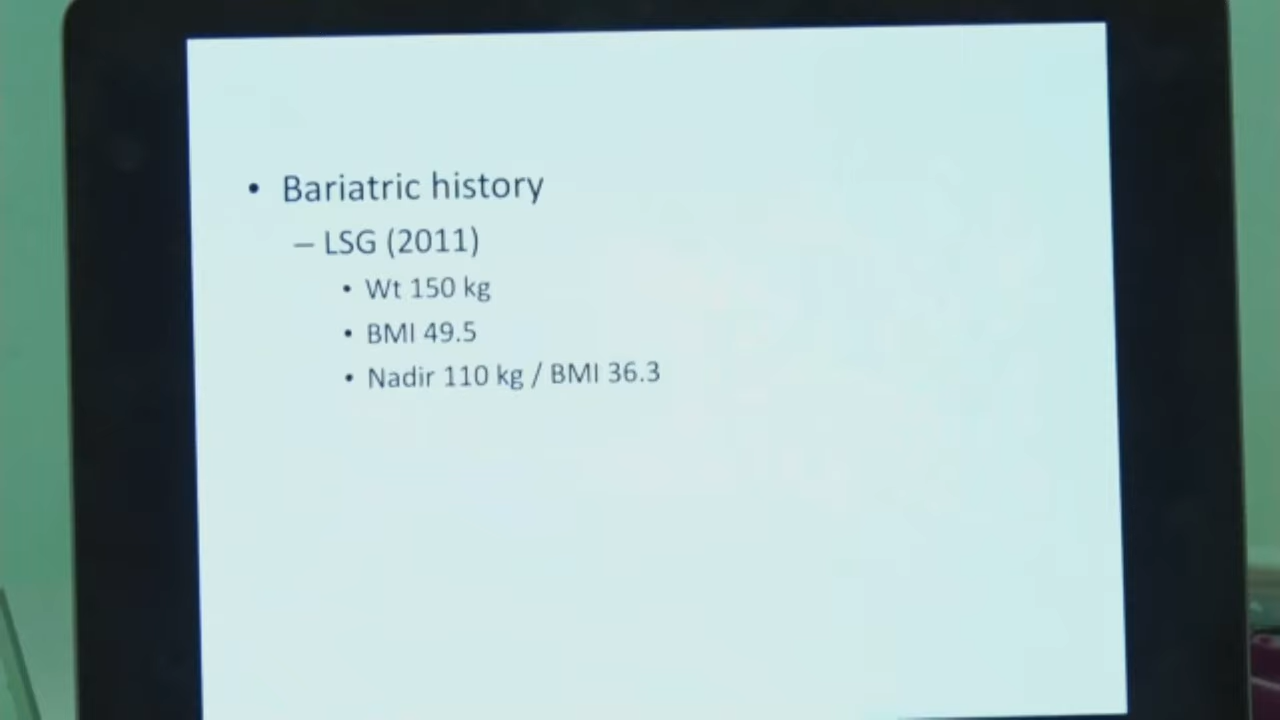 • Bariatric history
– LSG (2011)
• Wt 150 kg
• BMI 49.5
• Nadir 110 kg / BMI 36.3